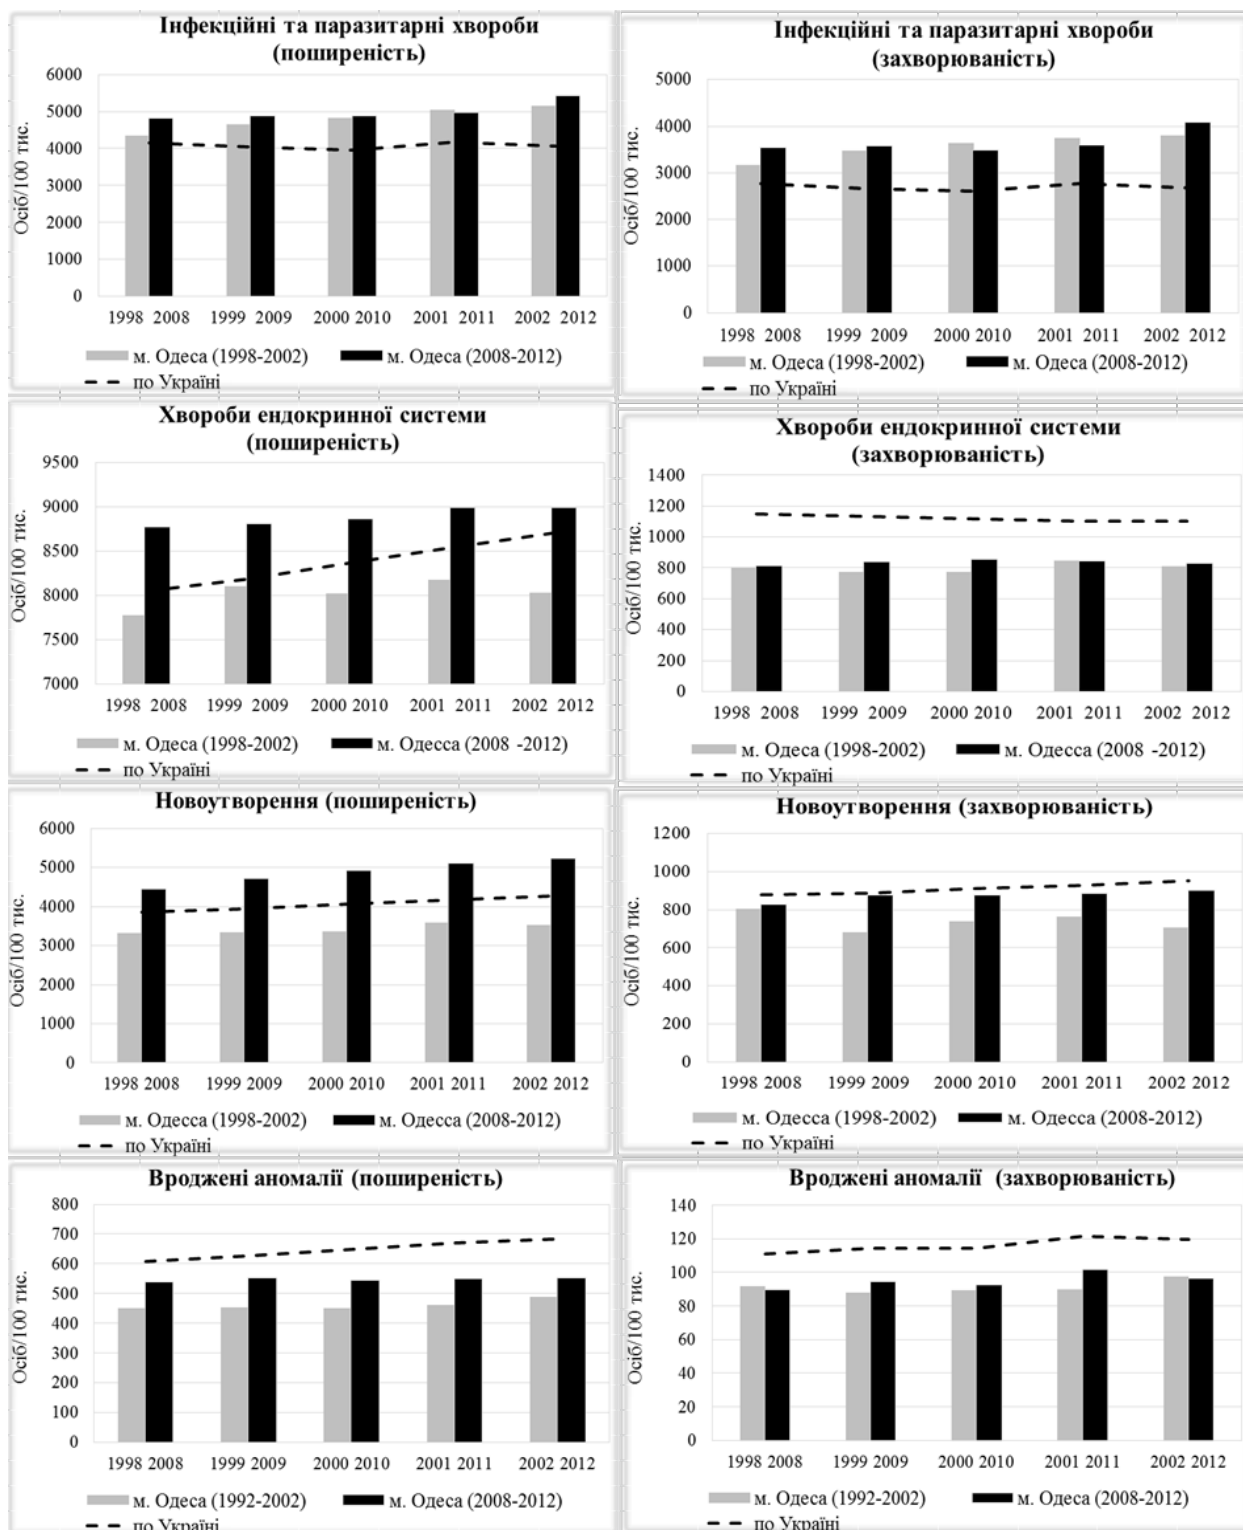 Інфекційні та паразитарні хвороби
(поширеність)
Осіб/100 тис.
6000
5000
4000
3000
2000
1000
0
1998 2008 1999 2009 2000 2010 2001 2011 2002 2012
м. Одеса (1998-2002) м. Одеса (2008-2012)
по Україні
Інфекційні та паразитарні хвороби
(захворюваність)
Осіб/100 тис.
5000
4000
3000
2000
1000
0
1998 2008 1999 2009 2000 2010 2001 2011 2002 2012
м. Одеса (1998-2002) м. Одеса (2008-2012)
по Україні
Хвороби ендокринної системи
(поширеність)
Осіб/100 тис.
9500
9000
8500
8000
7500
7000
1998 2008 1999 2009 2000 2010 2001 2011 2002 2012
м. Одеса (1998-2002) м. Одесса (2008 -2012)
по Україні
Хвороби ендокринної системи
(захворюваність)
Осіб/100 тис.
1400
1200
1000
800
600
400
200
0
1998 2008 1999 2009 2000 2010 2001 2011 2002 2012
м. Одеса (1998-2002) м. Одесса (2008 -2012)
по Україні
Новоутворення (поширеність)
Осіб/100 тис.
6000
5000
4000
3000
2000
1000
0
1998 2008 1999 2009 2000 2010 2001 2011 2002 2012
м. Одесса (1998-2002) м. Одесса (2008-2012)
по Україні
Новоутворення (захворюваність)
Осіб/100 тис.
1200
1000
800
600
400
200
0
1998 2008 1999 2009 2000 2010 2001 2011 2002 2012
м. Одесса (1998-2002) м. Одесса (2008-2012)
по Україні
Вроджені аномалії (поширеність)
Осіб/100 тис.
800
700
600
500
400
300
200
100
0
1998 2008 1999 2009 2000 2010 2001 2011 2002 2012
м. Одеса (1992-2002) м. Одеса (2008-2012)
по Україні
Вроджені аномалії (захворюваність)
Осіб/100 тис.
140
120
100
80
60
40
20
0
1998 2008 1999 2009 2000 2010 2001 2011 2002 2012
м. Одеса (1992-2002) м. Одеса (2008-2012)
по Україні